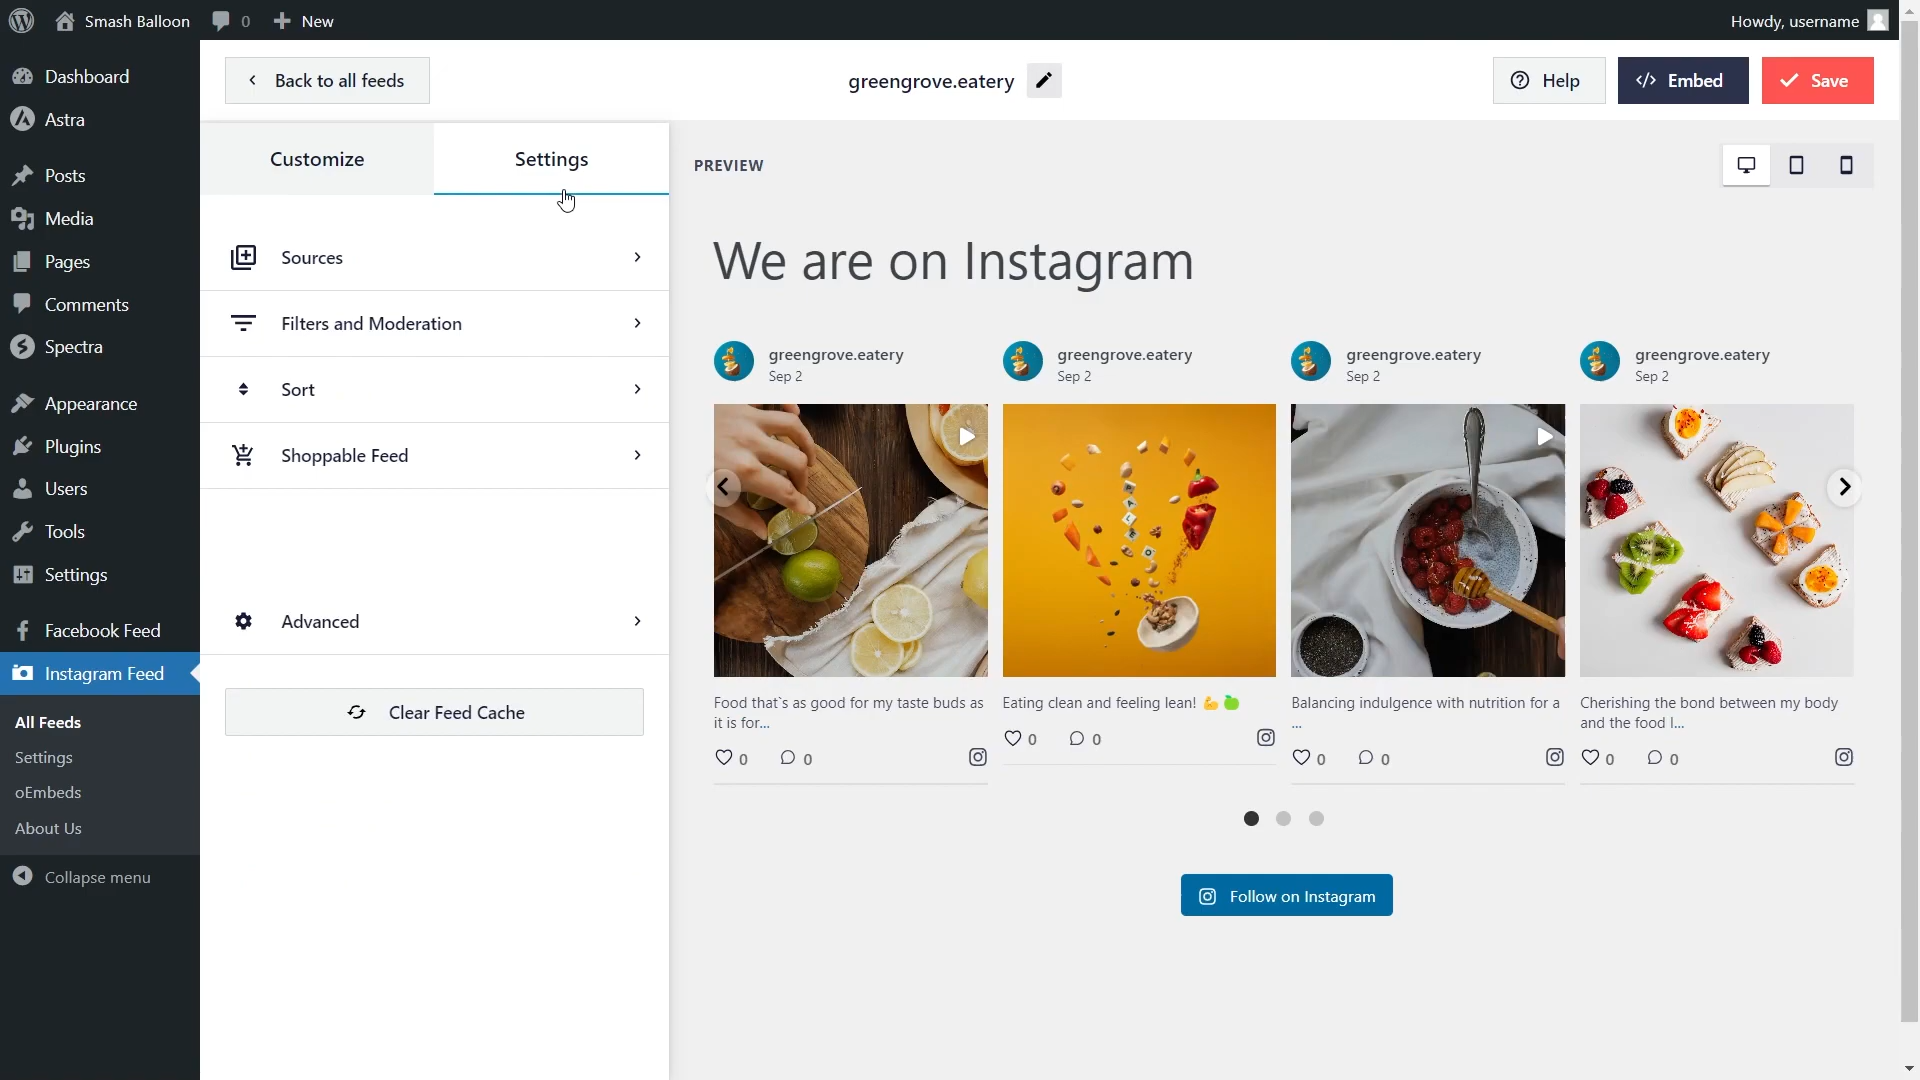 Smash Balloon
0
New
Howdy, username
Dashboard
Astra
Posts
Media
Pages
Comments
Spectra
Appearance
Plugins
Users
Tools
Settings
Facebook Feed
Instagram Feed
All Feeds
Settings
oEmbeds
About Us
Collapse menu
Back to all feeds
greengrove.eatery
Help
Embed
Save
Customize
Settings
Sources
Filters and Moderation
Sort
Shoppable Feed
Advanced
Clear Feed Cache
PREVIEW
We are on Instagram
greengrove.eatery
Sep 2
Food that`s as good for my taste buds as
it is for...
0
0
greengrove.eatery
Sep 2
Eating clean and feeling lean! 💪🍏
0
0
greengrove.eatery
Sep 2
Balancing indulgence with nutrition for a
...
0
0
greengrove.eatery
Sep 2
Cherishing the bond between my body
and the food I...
0
0
Follow on Instagram